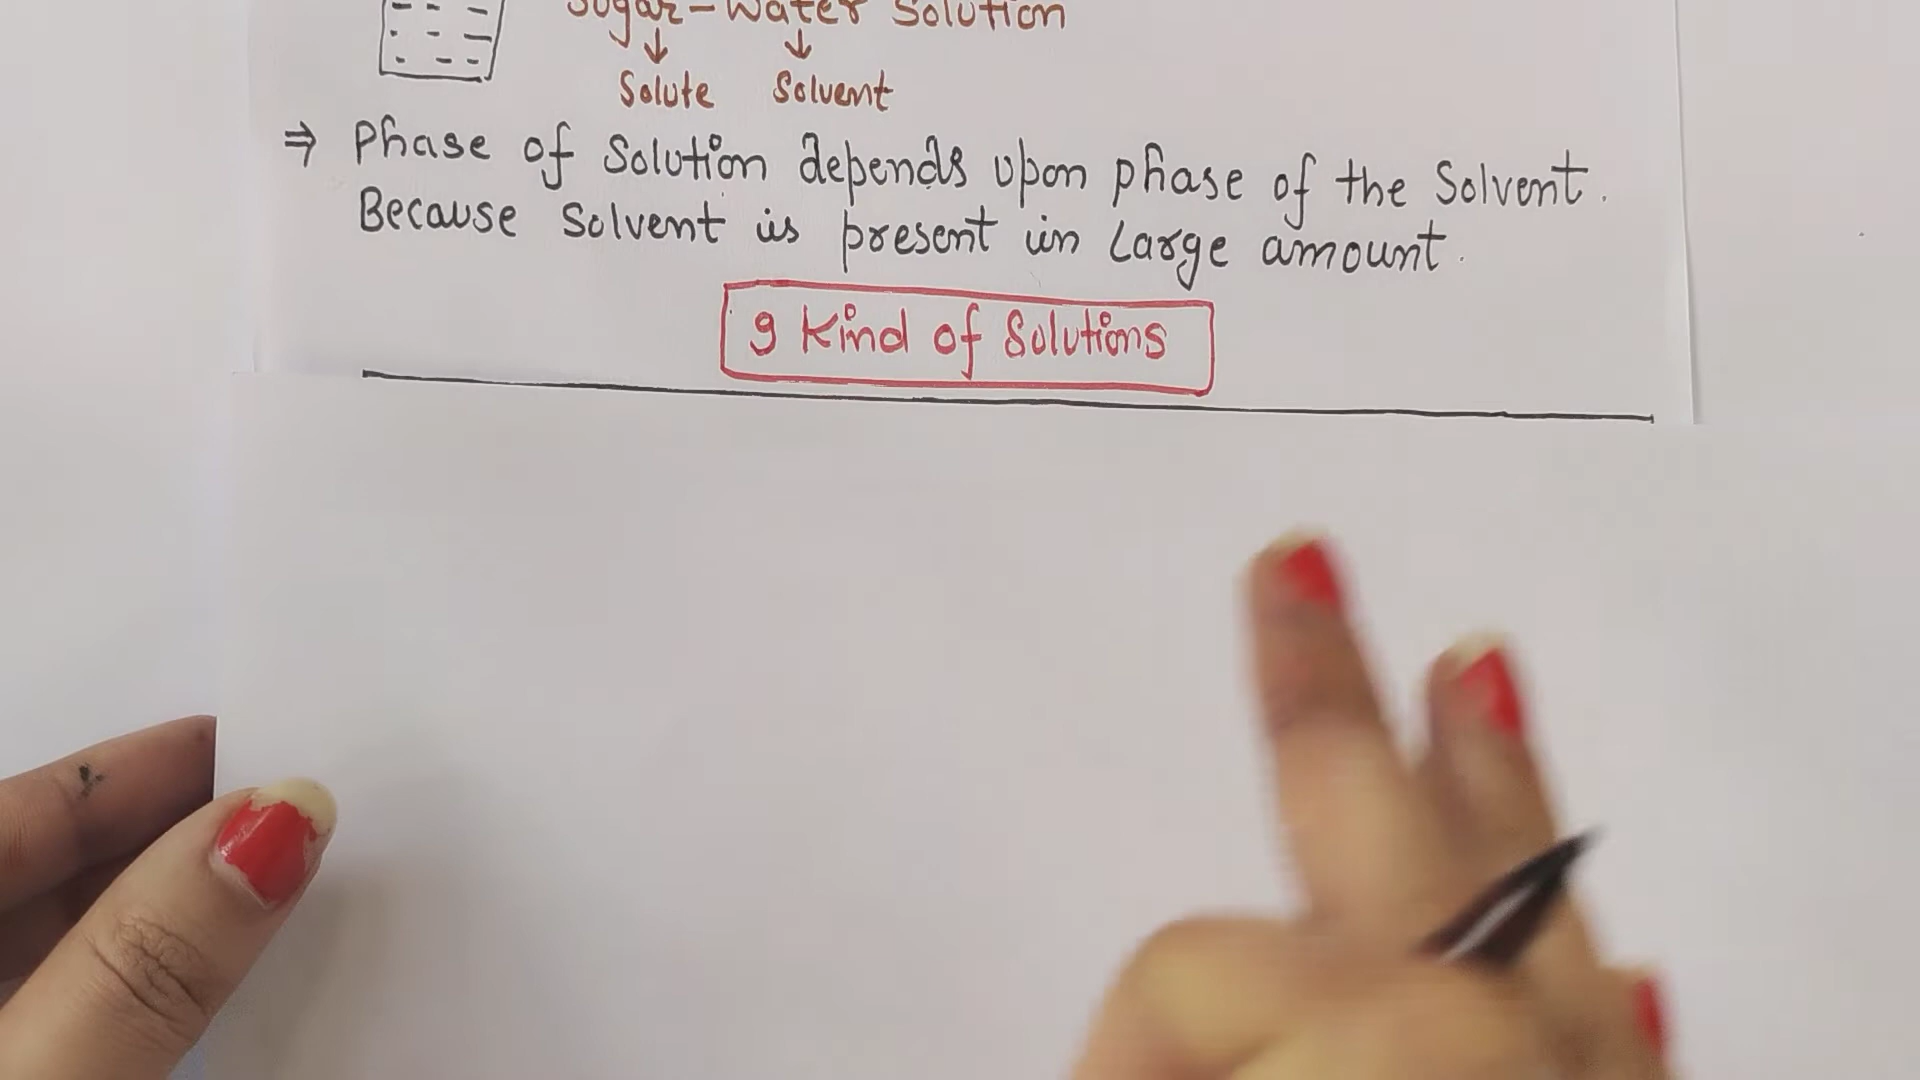 Sugar-Water Solution
Solute Solvent
⇒ Phase of Solution depends upon phase of the Solvent.
Because Solvent is present in Large amount.
9 Kind of Solutions